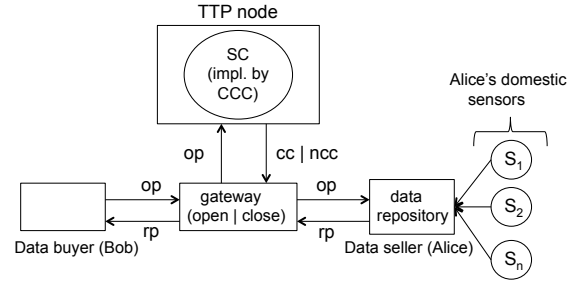 TTP node
SC
(impl. by
CCC)
Alice's domestic
sensors
op
cc | ncc
S1
op
gateway
(open | close)
op
data
repository
S2
rp
rp
Data buyer (Bob)
Data seller (Alice)
Sn